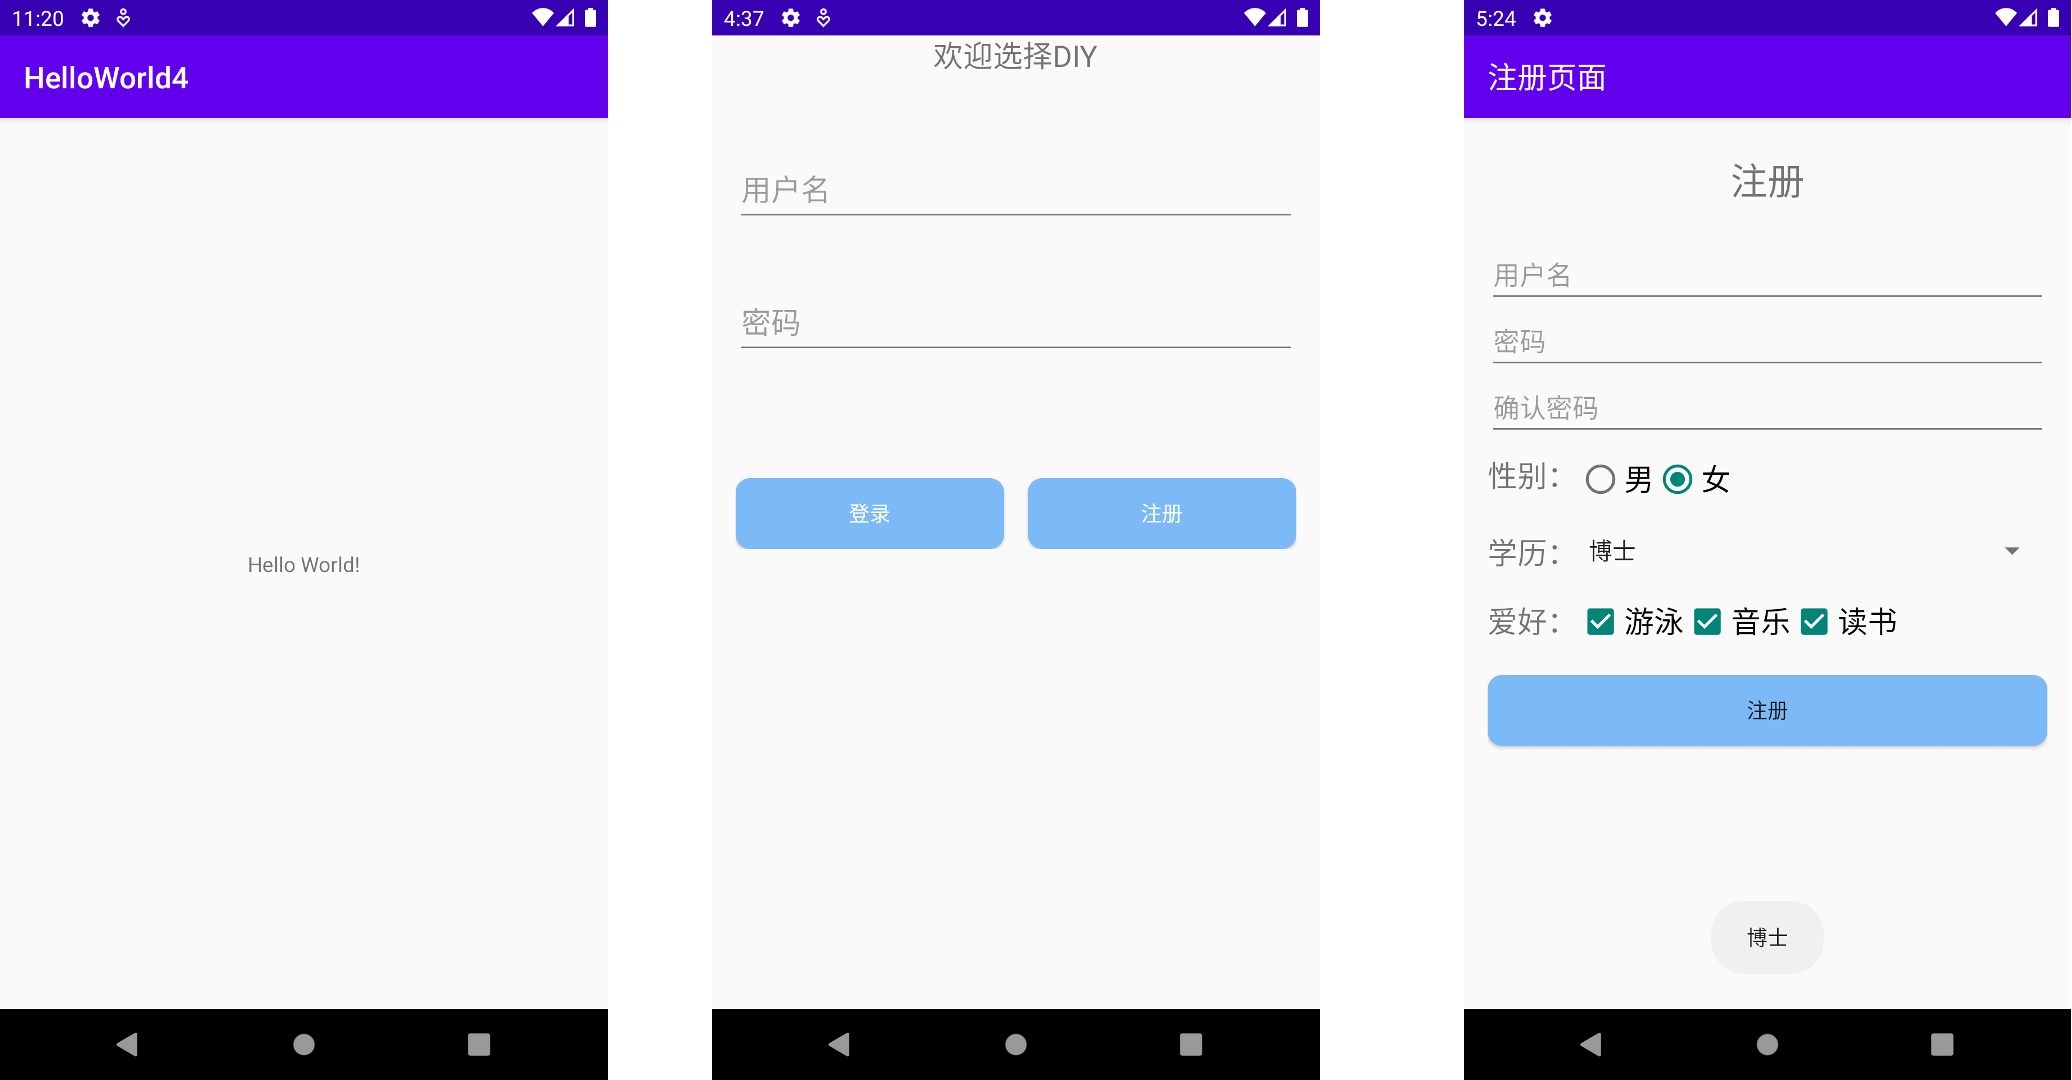 11:20
HelloWorld4
Hello World!
4:37
欢迎选择DIY
用户名
密码
登录 注册
5:24
注册页面
注册
用户名
密码
确认密码
性别： 男 女
学历： 博士
爱好： 游泳 音乐 读书
注册
博士